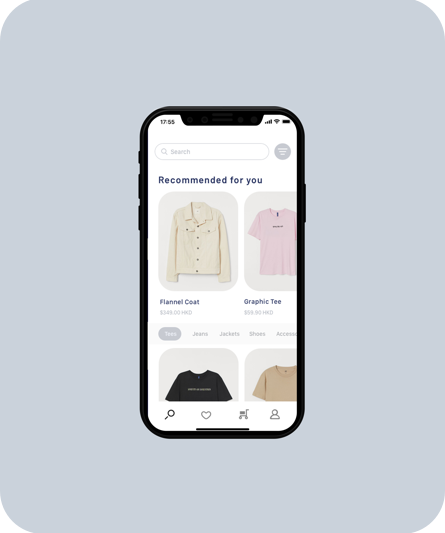 17:55
Search
Recommended for you
Flannel Coat
Graphic Tee
$349.00 HKD
$59.90 HKD
Tees
Jeans
Jackets
Shoes
Access